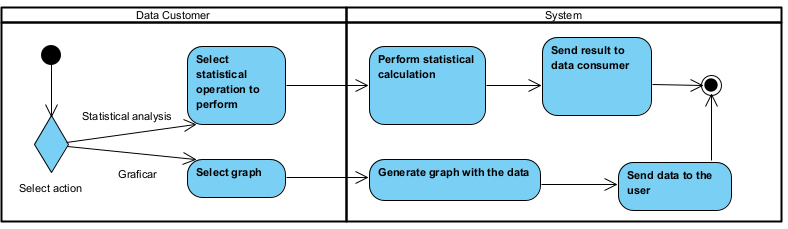 Data Customer
System
Select
statistical
operation to
perform
Perform statistical
calculation
Send result to
data consumer
Statistical analysis
Select action
Graficar
Select graph
Generate graph with the data
Send data to the
user